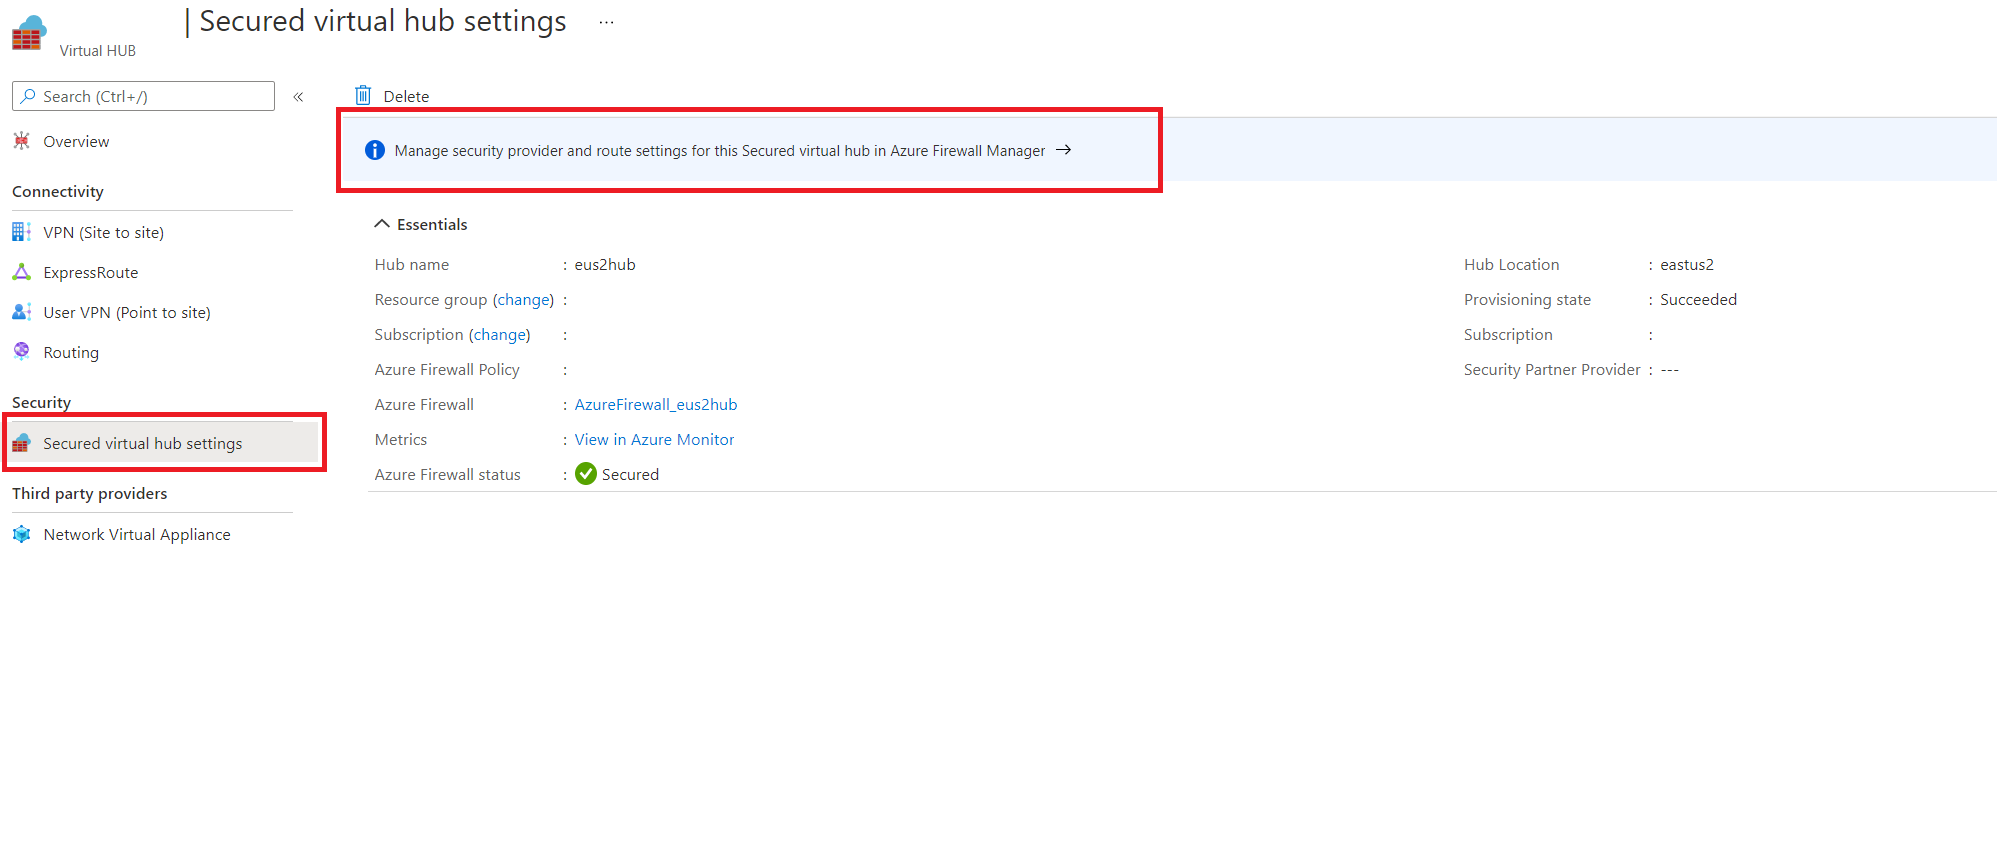 | Secured virtual hub settings ...
Virtual HUB
Search (Ctrl+/)
«
Overview
Connectivity
VPN (Site to site)
ExpressRoute
User VPN (Point to site)
Routing
Security
Secured virtual hub settings
Third party providers
Network Virtual Appliance
Delete
Manage security provider and route settings for this Secured virtual hub in Azure Firewall Manager →
Essentials
Hub name : eus2hub
Resource group (change) :
Subscription (change) :
Azure Firewall Policy :
Azure Firewall : AzureFirewall_eus2hub
Metrics : View in Azure Monitor
Azure Firewall status : Secured
Hub Location : eastus2
Provisioning state : Succeeded
Subscription :
Security Partner Provider : ---